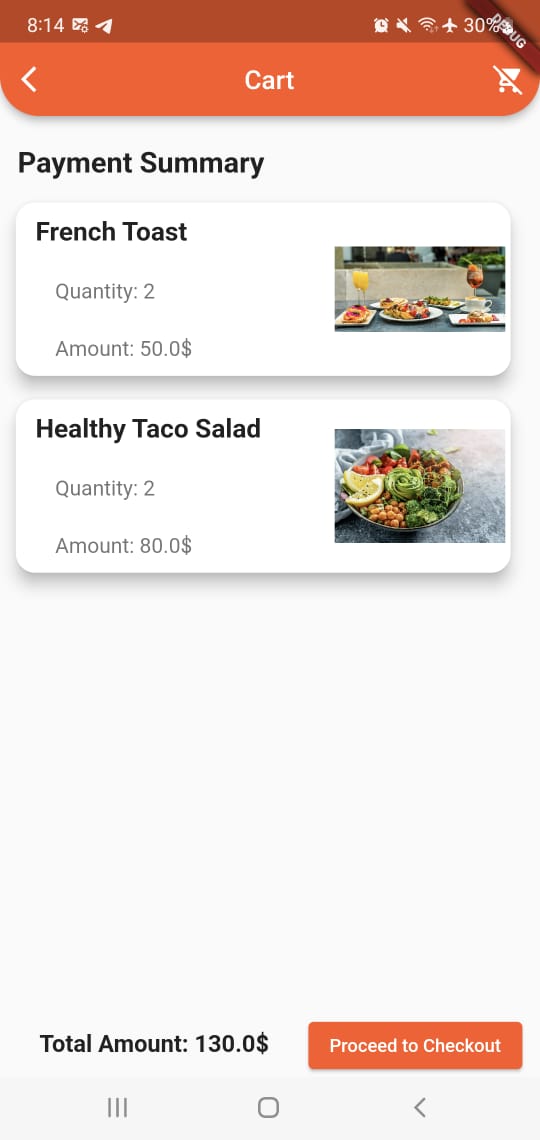 8:14 30%
DEBUG
Cart
Payment Summary
French Toast
Quantity: 2
Amount: 50.0$
Healthy Taco Salad
Quantity: 2
Amount: 80.0$
Total Amount: 130.0$
Proceed to Checkout